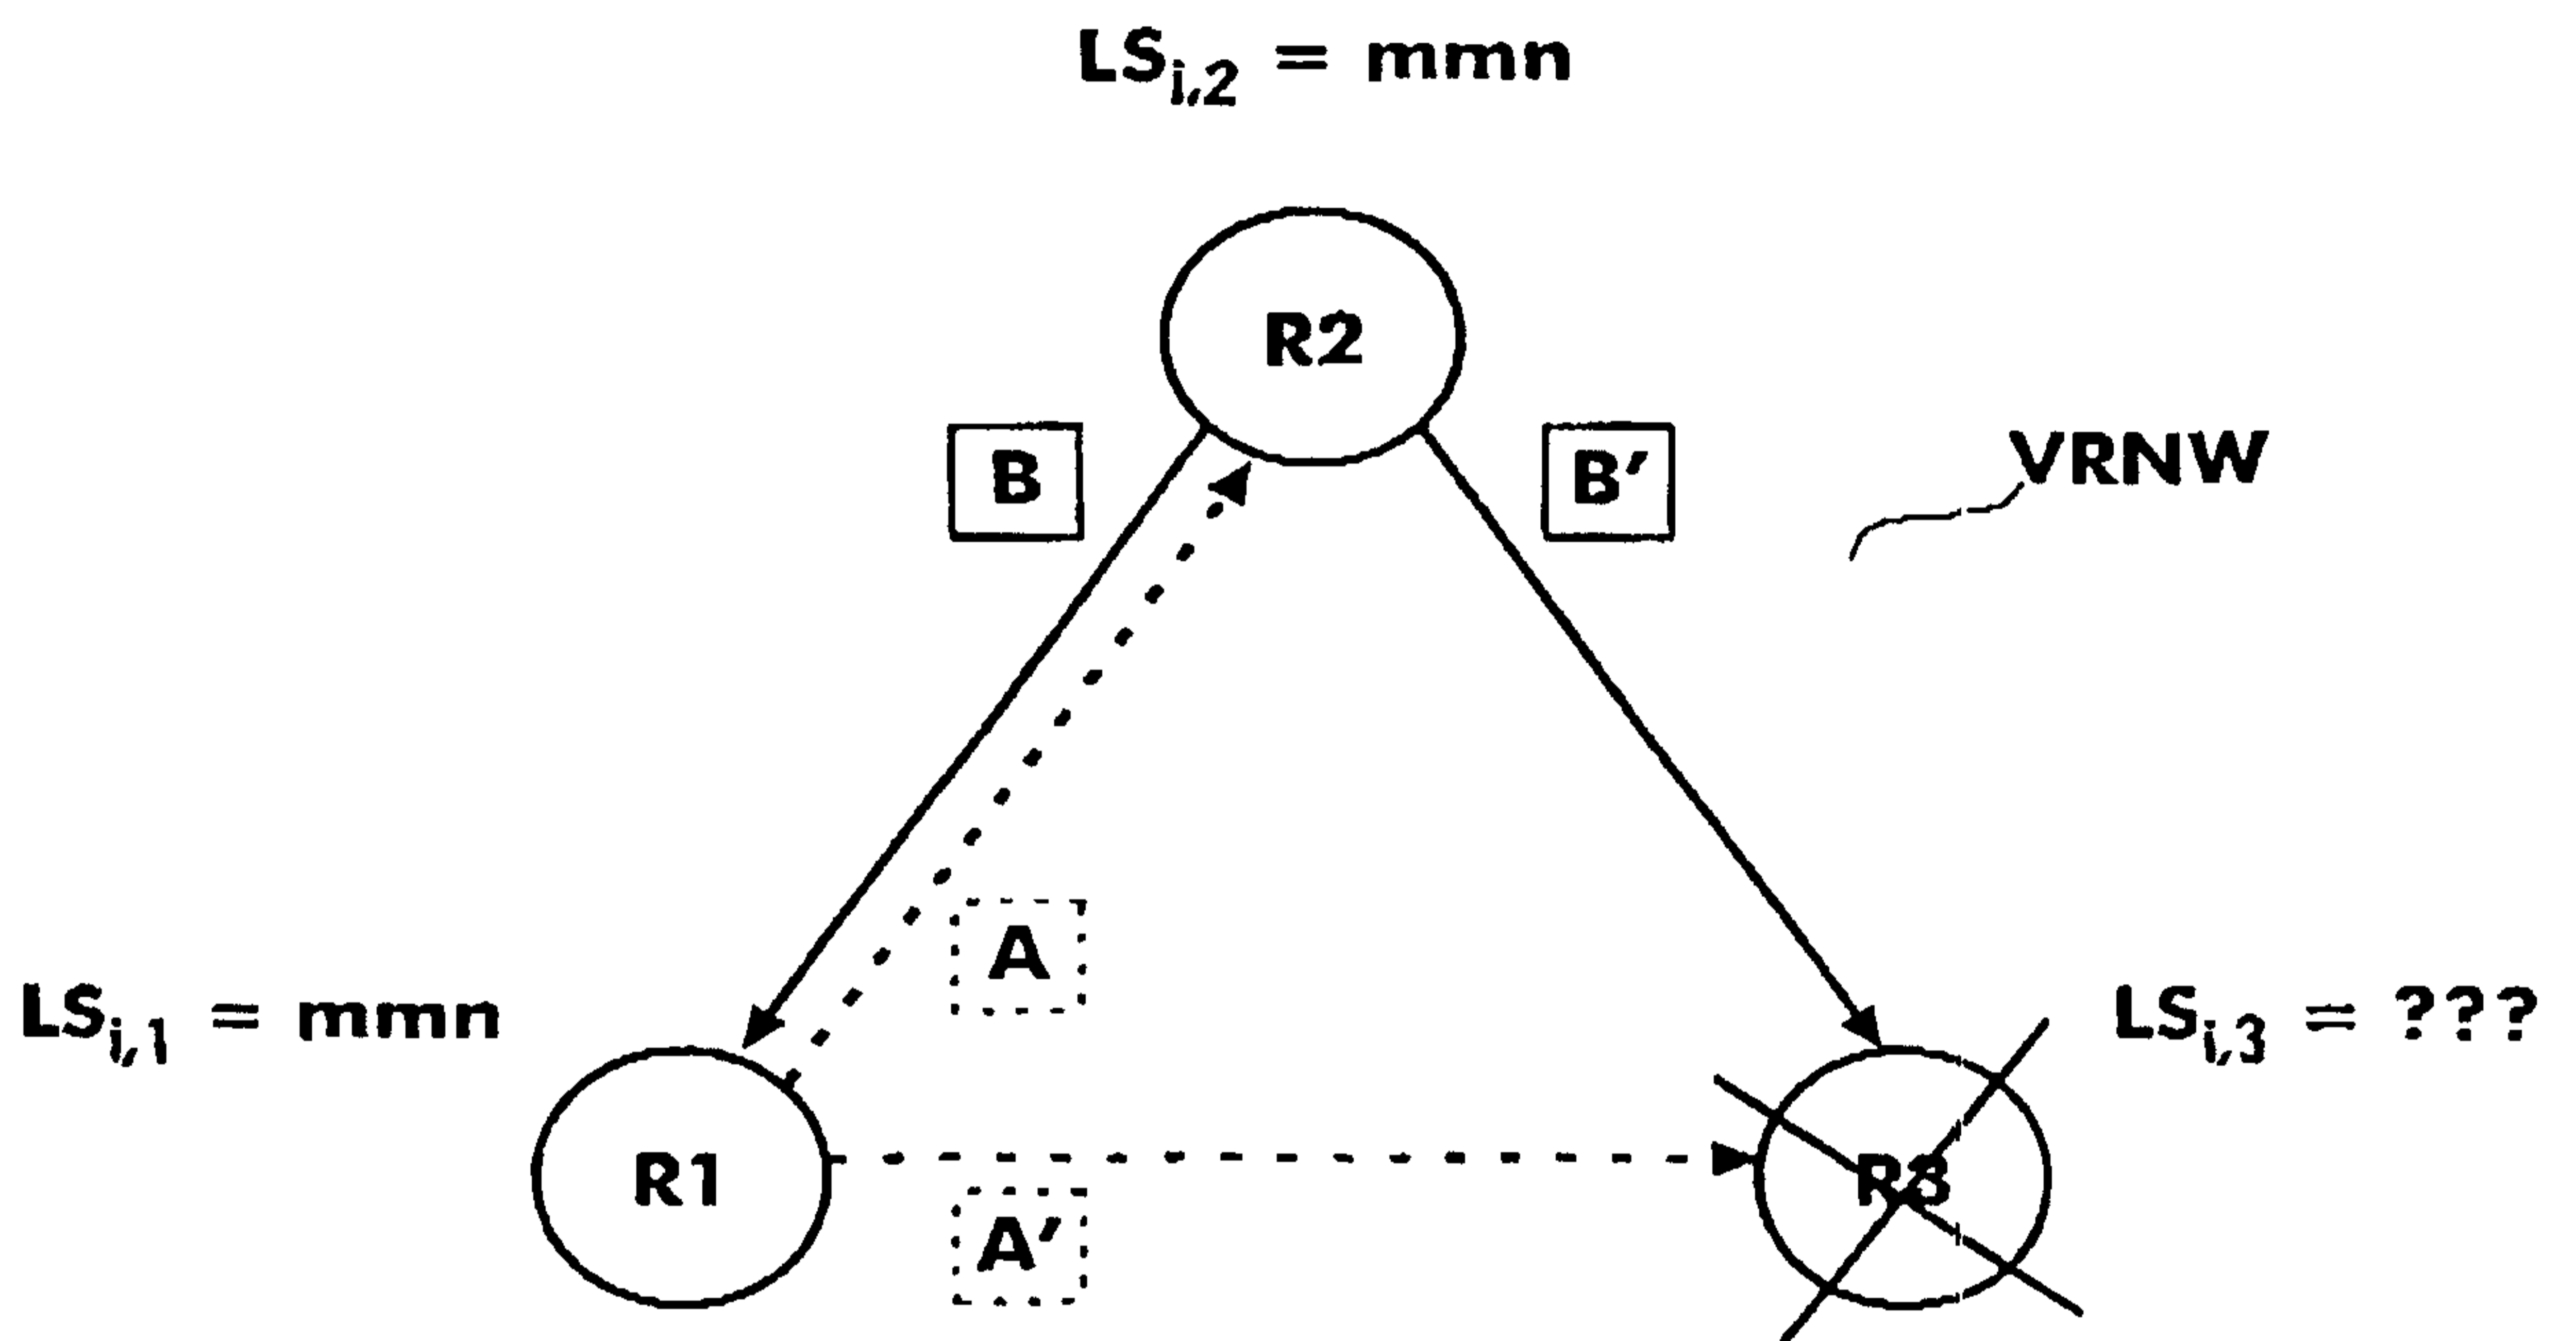 LSi,2 = mmn
R2
B
B′
VRNW
A
LSi,1 = mmn
LSi,3 = ???
R1
R3
A′